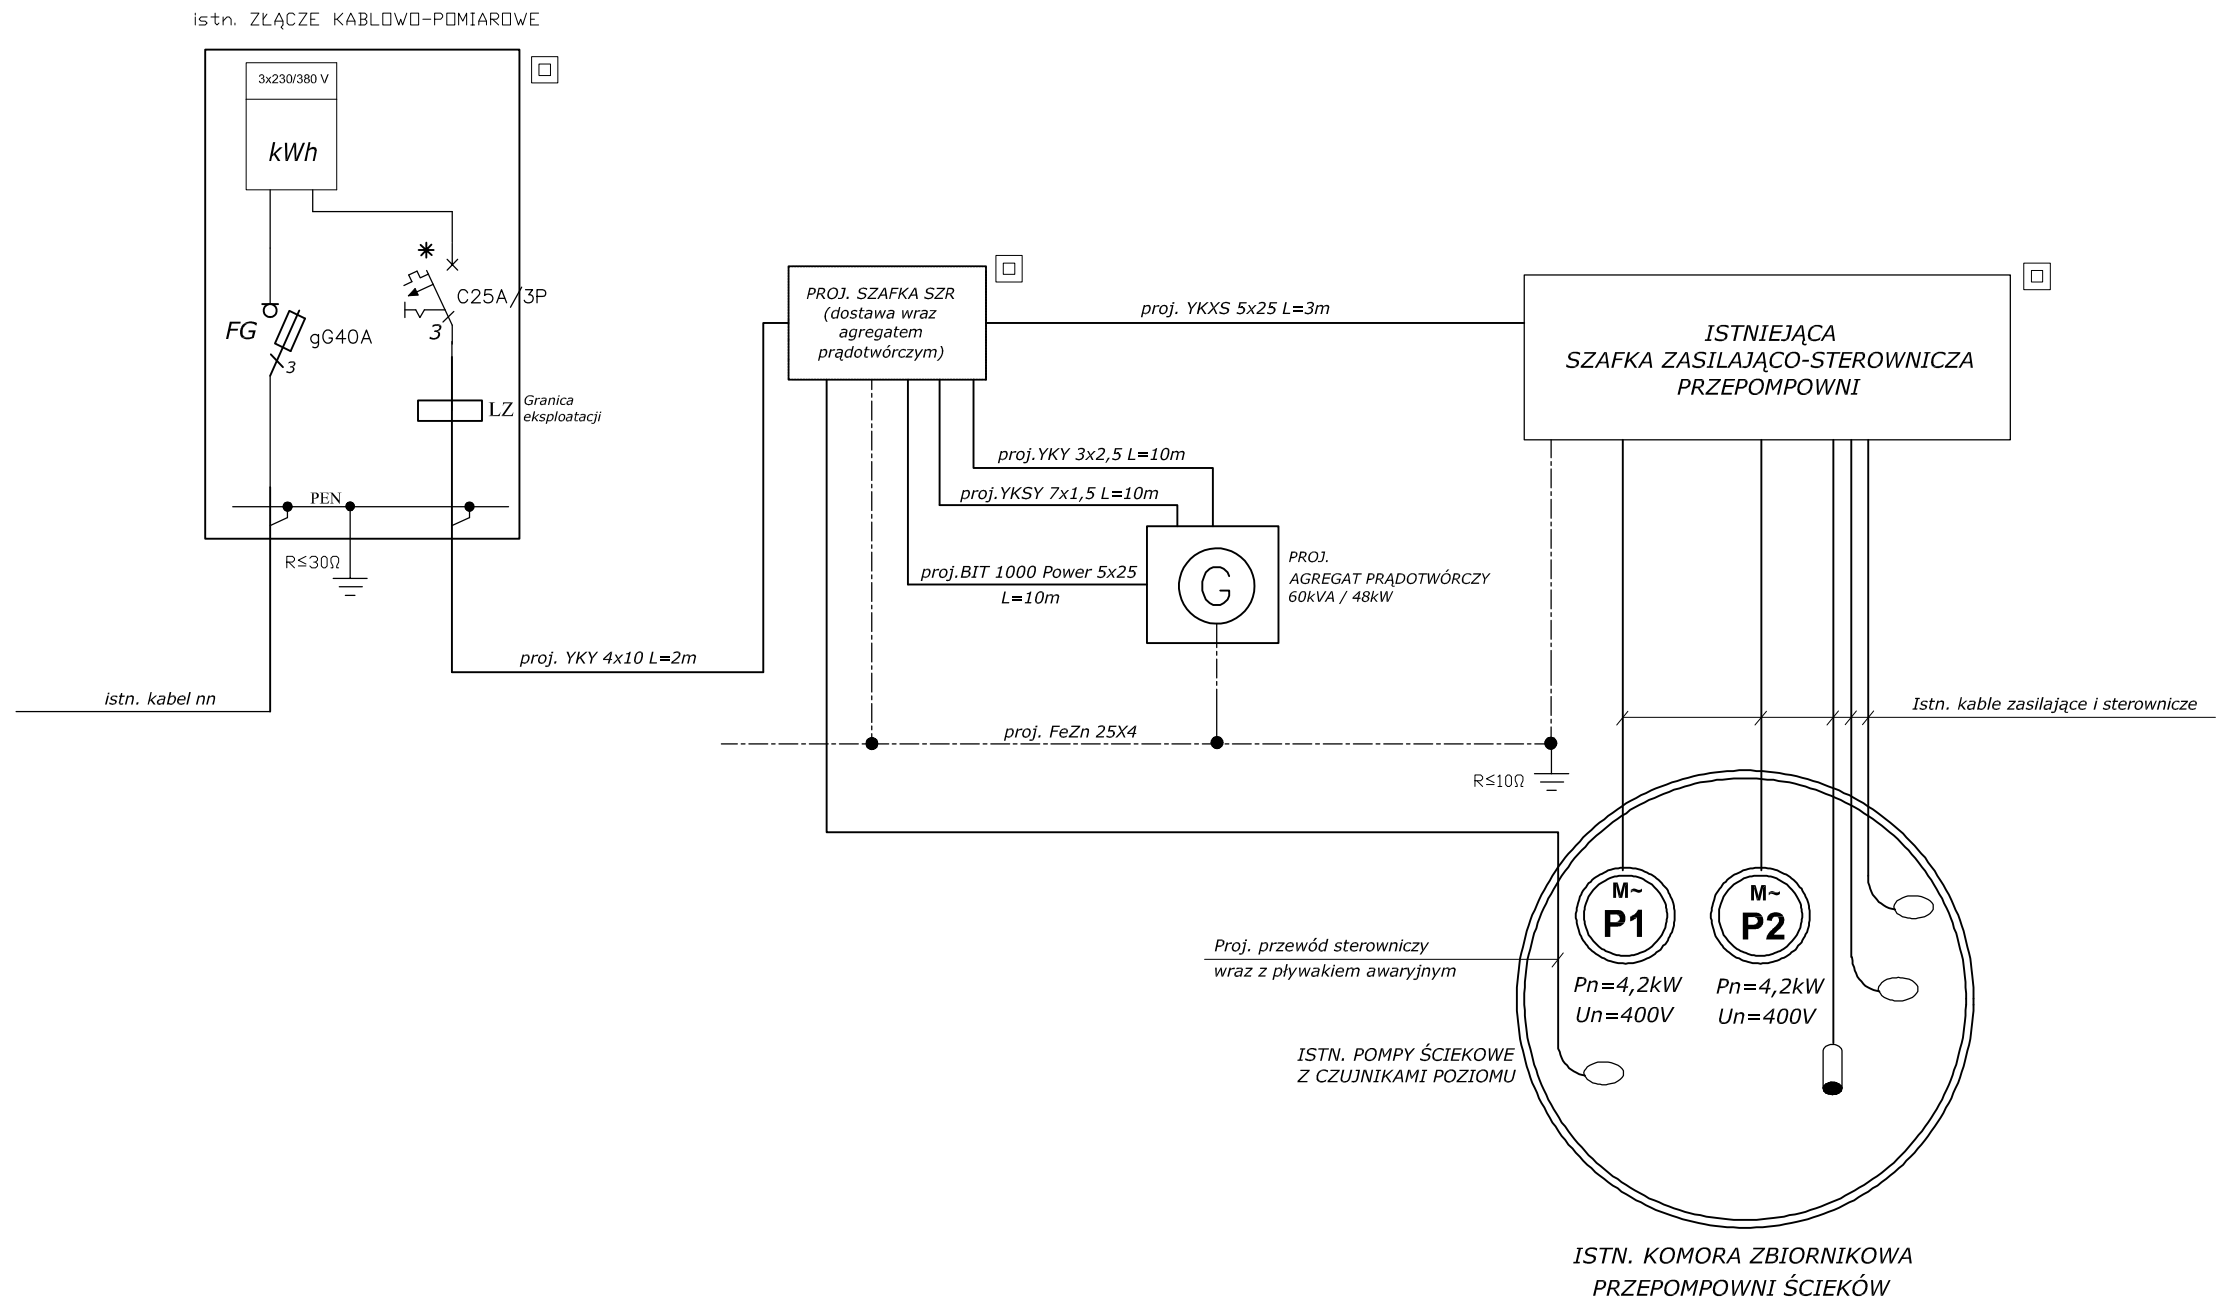 istn. ZŁĄCZE KABLOWO-POMIAROWE
3x230/380 V
kWh
FG
gG40A
3
C25A/3P
3
LZ
Granica
eksploatacji
PEN
R≤30Ω
istn. kabel nn
proj. YKY 4x10 L=2m
PROJ. SZAFKA SZR
(dostawa wraz
agregatem
prądotwórczym)
proj. YKXS 5x25 L=3m
ISTNIEJĄCA
SZAFKA ZASILAJĄCO-STEROWNICZA
PRZEPOMPOWNI
proj.YKY 3x2,5 L=10m
proj.YKSY 7x1,5 L=10m
proj.BIT 1000 Power 5x25
L=10m
G
PROJ.
AGREGAT PRĄDOTWÓRCZY
60kVA / 48kW
proj. FeZn 25X4
R≤10Ω
Istn. kable zasilające i sterownicze
M~
P1
M~
P2
Pn=4,2kW
Un=400V
Pn=4,2kW
Un=400V
Proj. przewód sterowniczy
wraz z pływakiem awaryjnym
ISTN. POMPY ŚCIEKOWE
Z CZUJNIKAMI POZIOMU
ISTN. KOMORA ZBIORNIKOWA
PRZEPOMPOWNI ŚCIEKÓW